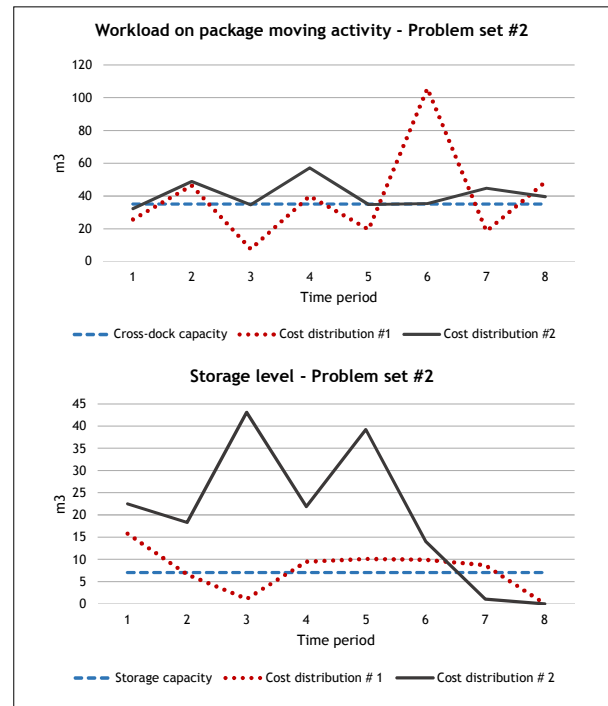 Workload on package moving activity - Problem set #2
120
100
80
60
40
20
0
m3
1 2 3 4 5 6 7 8
Time period
Cross-dock capacity Cost distribution #1 Cost distribution #2
Storage level - Problem set #2
45
40
35
30
25
20
15
10
5
0
m3
1 2 3 4 5 6 7 8
Time period
Storage capacity Cost distribution # 1 Cost distribution # 2